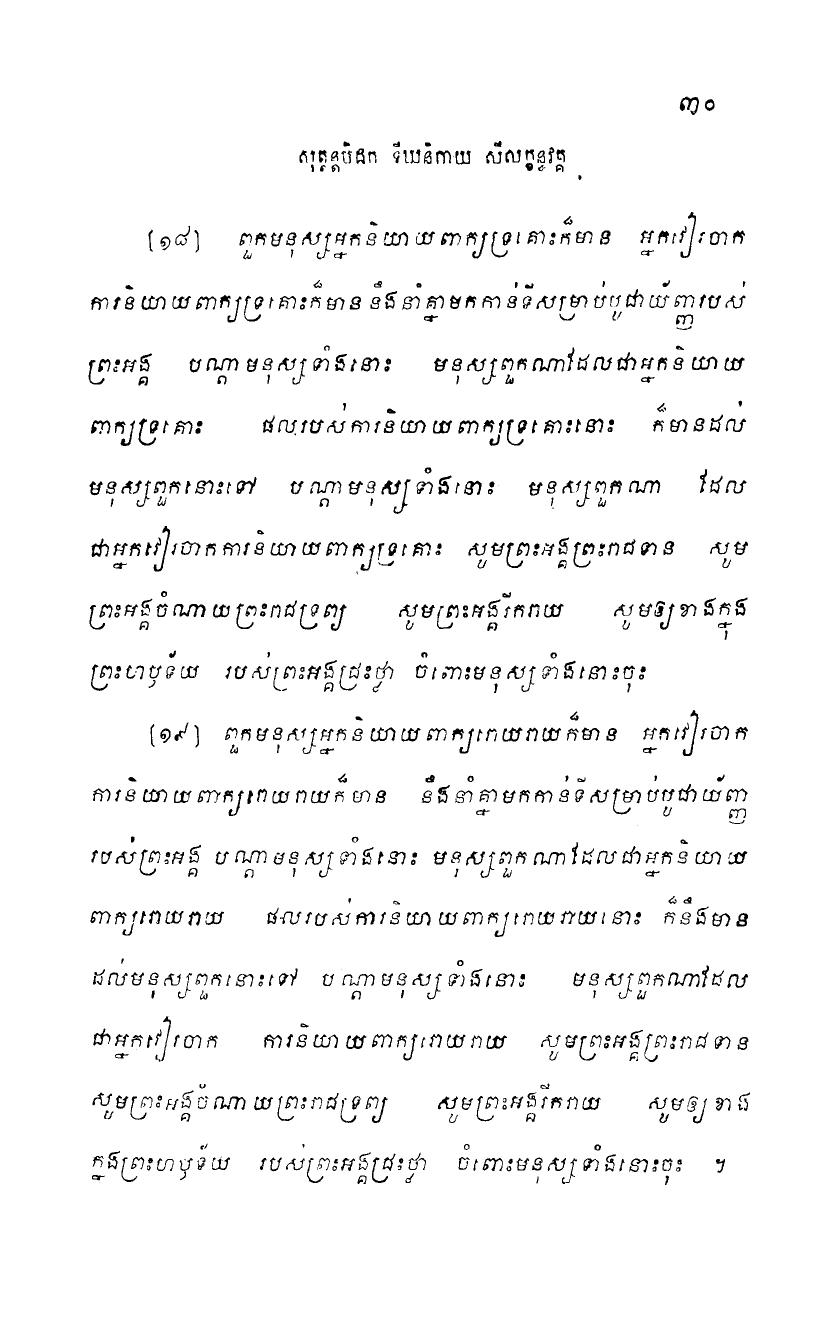 ៣០
សុត្តន្តបិដក ទីឃនិកាយ សីលក្ខន្ធវគ្គ
(១៨) ពួកមនុស្សអ្នកនិយាយពាក្យទ្រគោះក៏មាន អ្នកវៀរចាក
ការនិយាយពាក្យទ្រគោះក៏មាន នឹងនាំគ្នាមកកាន់ទីសម្រាប់បូជាយ័ញ្ញរបស់
ព្រះអង្គ បណ្តាមនុស្សទាំងនោះ មនុស្សពួកណាដែលជាអ្នកនិយាយ
ពាក្យទ្រគោះ ផលរបស់ការនិយាយពាក្យទ្រគោះនោះ ក៏មានដល់
មនុស្សពួកនោះទៅ បណ្តាមនុស្សទាំងនោះ មនុស្សពួកណា ដែល
ជាអ្នកវៀរចាកការនិយាយពាក្យទ្រគោះ សូមព្រះអង្គព្រះរាជទាន សូម
ព្រះអង្គចំណាយព្រះរាជទ្រព្យ សូមព្រះអង្គរីករាយ សូមឲ្យខាងក្នុង
ព្រះហឫទ័យ របស់ព្រះអង្គជ្រះថ្លា ចំពោះមនុស្សទាំងនោះចុះ
(១៩) ពួកមនុស្សអ្នកនិយាយពាក្យរោយរាយក៏មាន អ្នកវៀរចាក
ការនិយាយពាក្យរោយរាយក៏មាន នឹងនាំគ្នាមកកាន់ទីសម្រាប់បូជាយ័ញ្ញ
របស់ព្រះអង្គ បណ្តាមនុស្សទាំងនោះ មនុស្សពួកណាដែលជាអ្នកនិយាយ
ពាក្យរោយរាយ ផលរបស់ការនិយាយពាក្យរោយរាយនោះ ក៏នឹងមាន
ដល់មនុស្សពួកនោះទៅ បណ្តាមនុស្សទាំងនោះ មនុស្សពួកណាដែល
ជាអ្នកវៀរចាក ការនិយាយពាក្យរោយរាយ សូមព្រះអង្គព្រះរាជទាន
សូមព្រះអង្គចំណាយព្រះរាជទ្រព្យ សូមព្រះអង្គរីករាយ សូមឲ្យខាង
ក្នុងព្រះហឫទ័យ របស់ព្រះអង្គជ្រះថ្លា ចំពោះមនុស្សទាំងនោះចុះ ។